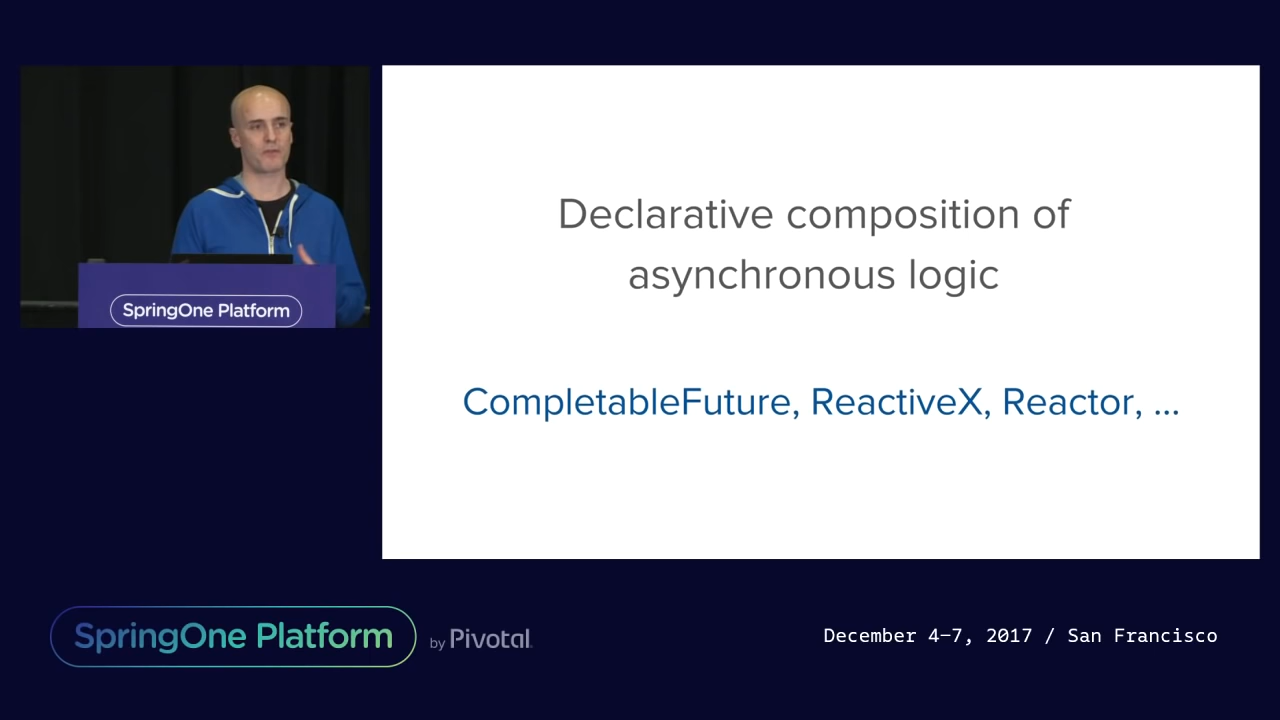 Declarative composition of
asynchronous logic
CompletableFuture, ReactiveX, Reactor, ...
SpringOne Platform
SpringOne Platform by Pivotal.
December 4–7, 2017 / San Francisco